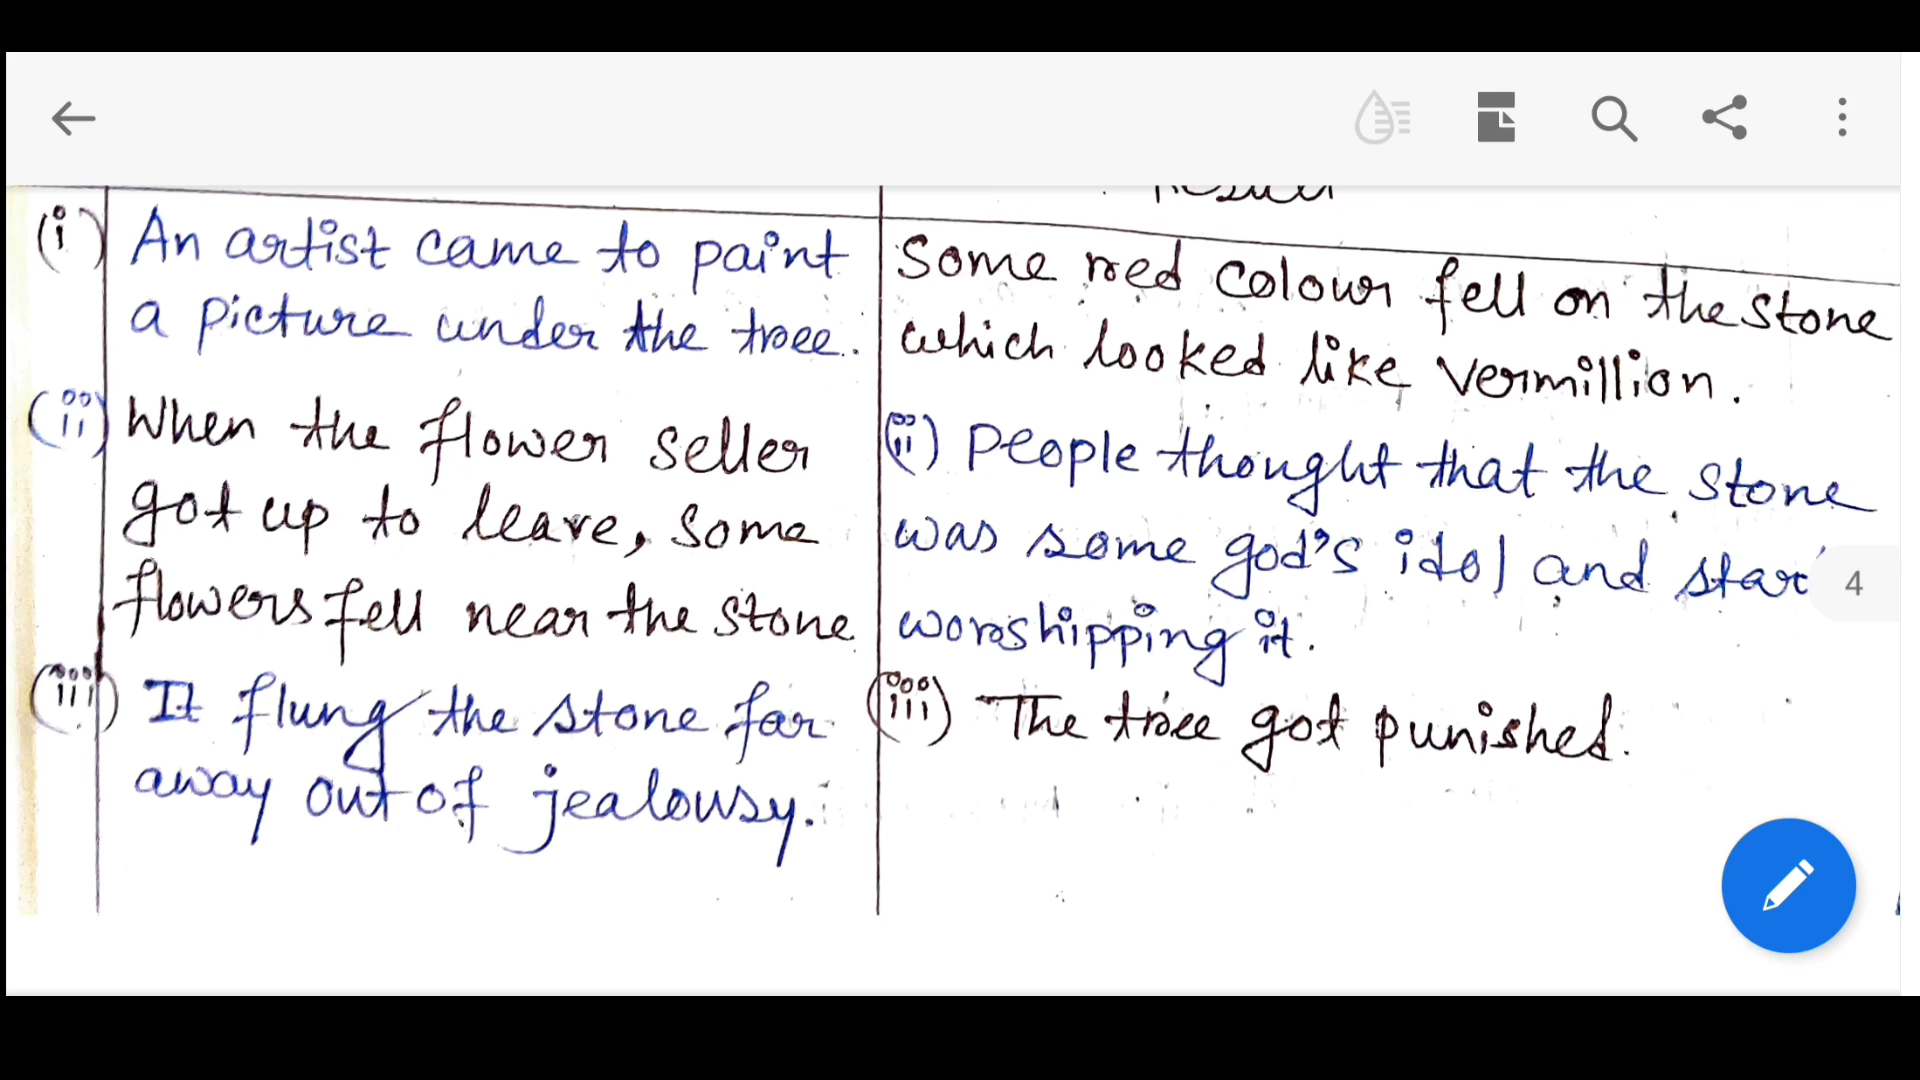 Result
(i) An artist came to paint
a picture under the tree.
Some red colour fell on the stone
which looked like vermillion.
(ii) When the flower seller
got up to leave, some
flowers fell near the stone
(ii) People thought that the stone
was some god's idol and
worshipping it.
(iii) It flung the stone far
away out of jealousy.
(iii) The tree got punished.
4